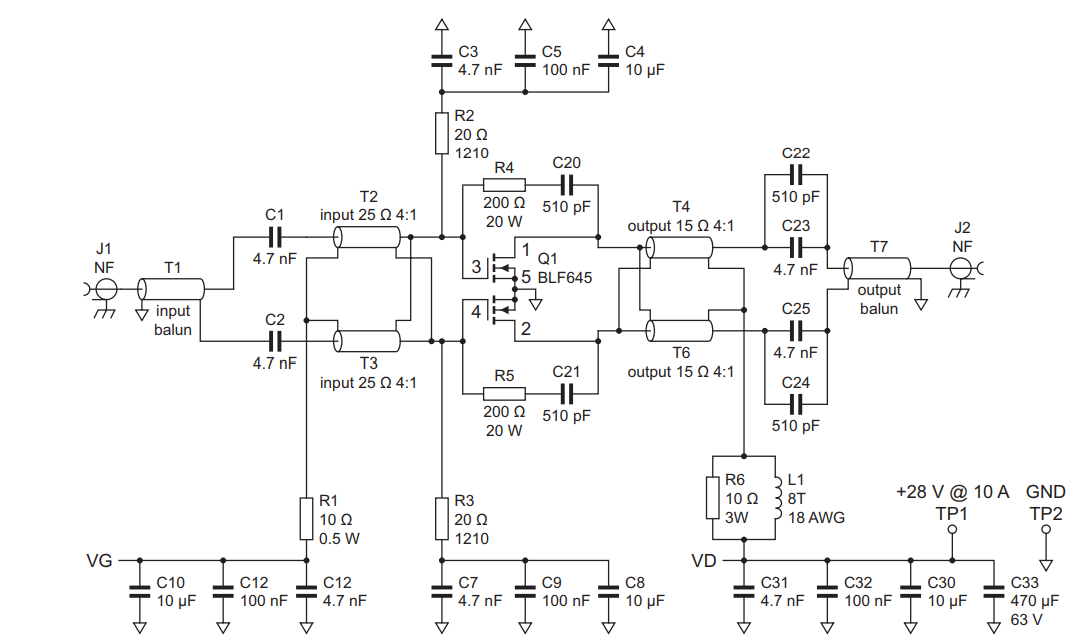 C3
4.7 nF
C5
100 nF
C4
10 µF
R2
20 Ω
1210
R4
200 Ω
20 W
C20
510 pF
C22
510 pF
T2
input 25 Ω 4:1
C1
4.7 nF
T4
output 15 Ω 4:1
C23
4.7 nF
J1
NF
T1
input
balun
3
1
5
Q1
BLF645
4
2
T7
output
balun
J2
NF
C2
4.7 nF
T3
input 25 Ω 4:1
T6
output 15 Ω 4:1
C25
4.7 nF
R5
200 Ω
20 W
C21
510 pF
C24
510 pF
R1
10 Ω
0.5 W
R3
20 Ω
1210
R6
10 Ω
3W
L1
8T
18 AWG
+28 V @ 10 A
TP1
GND
TP2
VG
C10
10 µF
C12
100 nF
C12
4.7 nF
C7
4.7 nF
C9
100 nF
C8
10 µF
VD
C31
4.7 nF
C32
100 nF
C30
10 µF
C33
470 µF
63 V